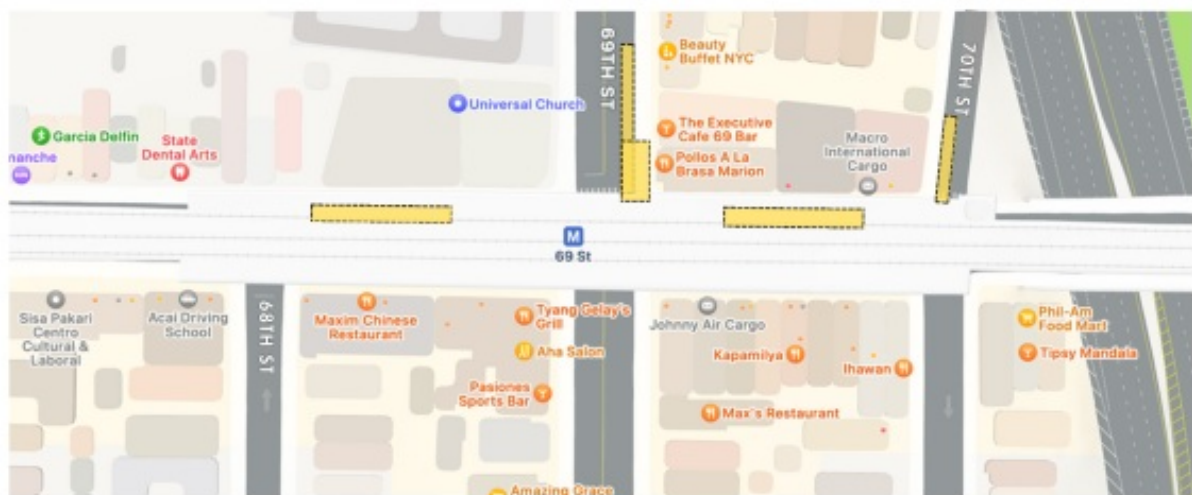 69TH ST
70TH ST
Beauty
Buffet NYC
Universal Church
Garcia Delfin
State
Dental Arts
nanche
The Executive
Cafe 69 Bar
Pollos A La
Brasa Marion
Macro
International
Cargo
M
69 St
68TH ST
Sisa Pakari
Centro
Cultural &
Laboral
Acai Driving
School
Maxim Chinese
Restaurant
Tyang Gelay's
Grill
Aha Salon
Pasiones
Sports Bar
Johnny Air Cargo
Kapamilya
Ihawan
Max's Restaurant
Phil-Am
Food Mart
Tipsy Mandala
Amazing Grace